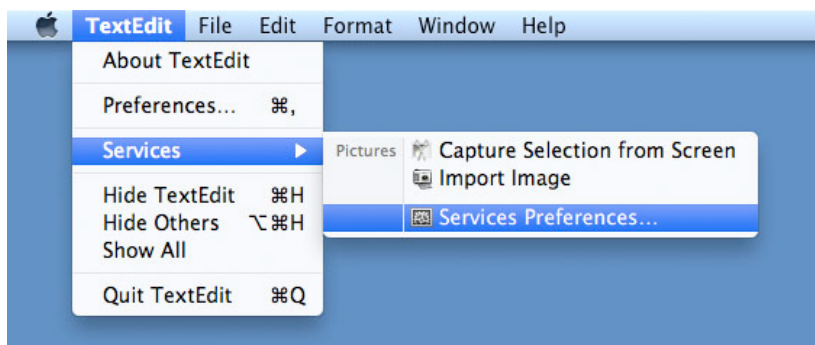 TextEdit File Edit Format Window Help
About TextEdit
Preferences... ⌘,
Services ▶ Pictures Capture Selection from Screen
Import Image
Hide TextEdit ⌘H
Services Preferences...
Hide Others ⌥⌘H
Show All
Quit TextEdit ⌘Q